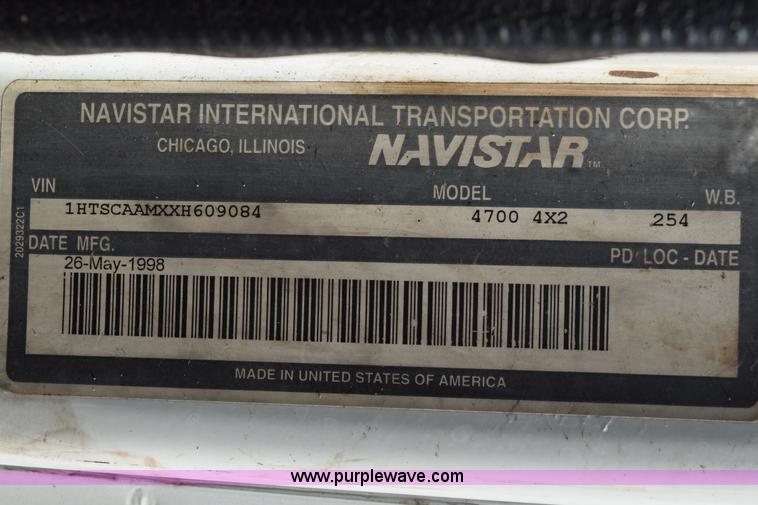 NAVISTAR INTERNATIONAL TRANSPORTATION CORP.
CHICAGO, ILLINOIS NAVISTAR™
VIN MODEL W.B.
1HTSCAAMXXH609084 4700 4X2 254
2029322C1
DATE MFG. PD LOC - DATE
26-May-1998
MADE IN UNITED STATES OF AMERICA
www.purplewave.com